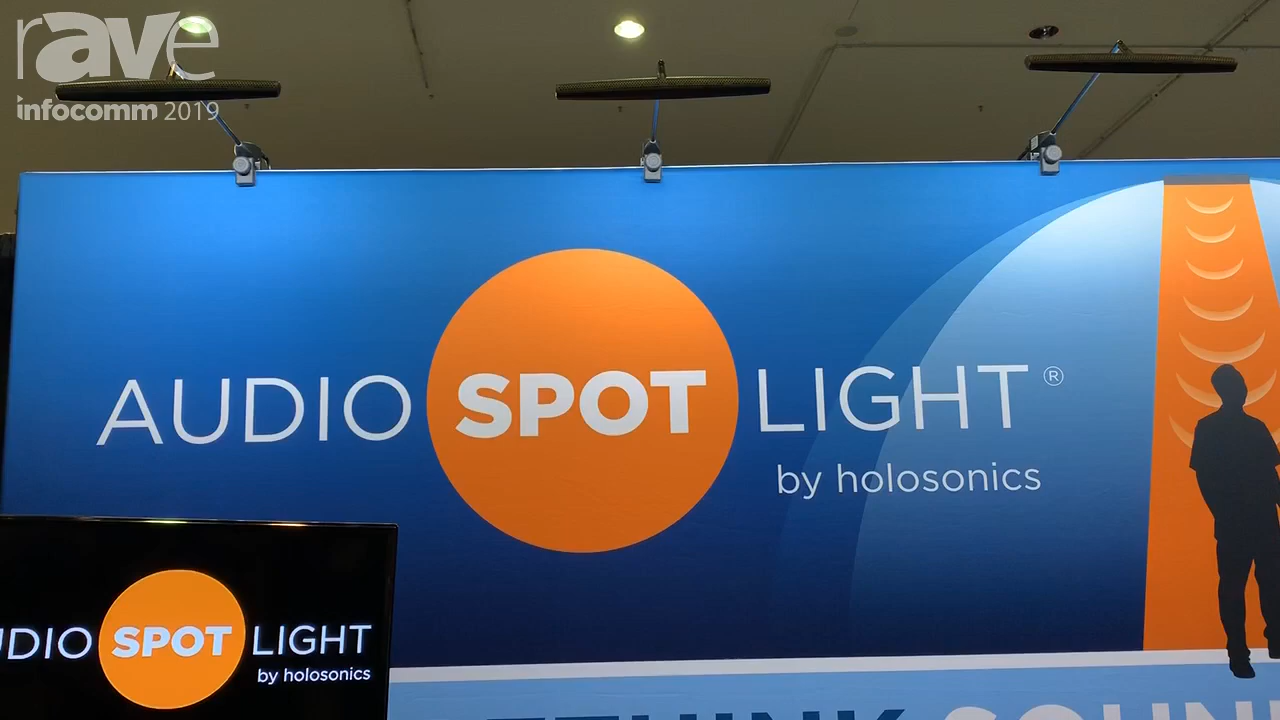 rave
infocomm 2019
AUDIO SPOT LIGHT ®
by holosonics
UDIO SPOT LIGHT
by holosonics